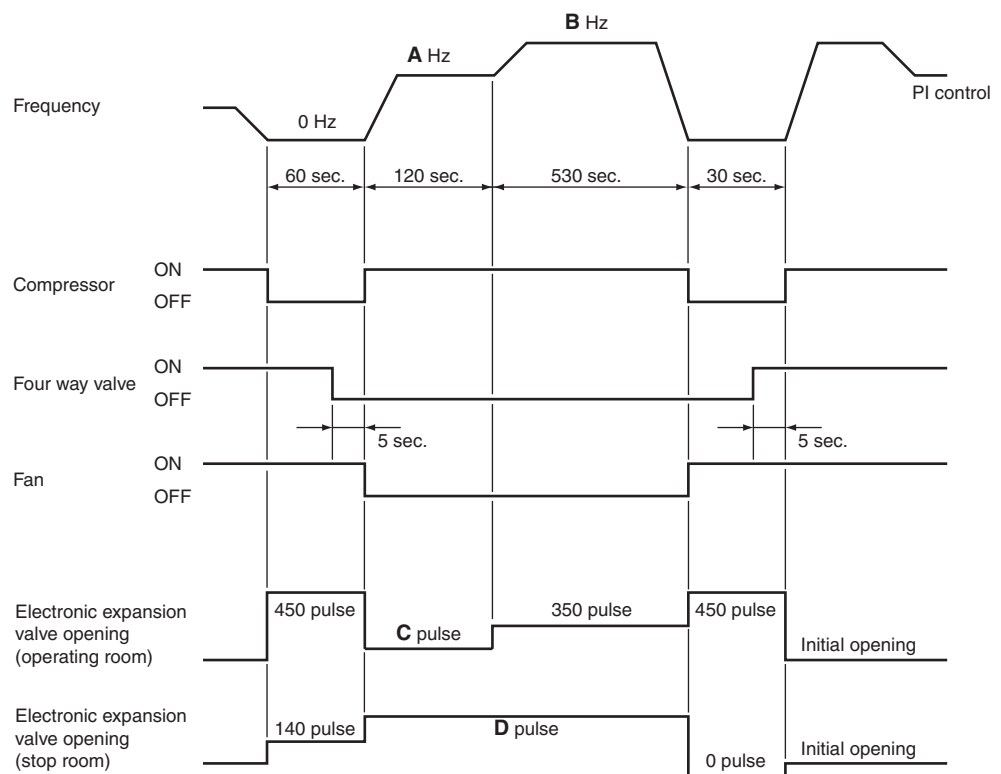 B Hz
A Hz
PI control
Frequency
0 Hz
60 sec.
120 sec.
530 sec.
30 sec.
ON
Compressor
OFF
ON
Four way valve
OFF
5 sec.
5 sec.
ON
Fan
OFF
Electronic expansion
valve opening
(operating room)
450 pulse
C pulse
350 pulse
450 pulse
Initial opening
Electronic expansion
valve opening
(stop room)
140 pulse
D pulse
0 pulse
Initial opening